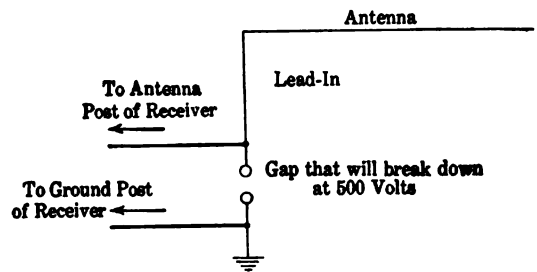 Antenna
Lead-In
To Antenna
Post of Receiver
Gap that will break down
at 500 Volts
To Ground Post
of Receiver